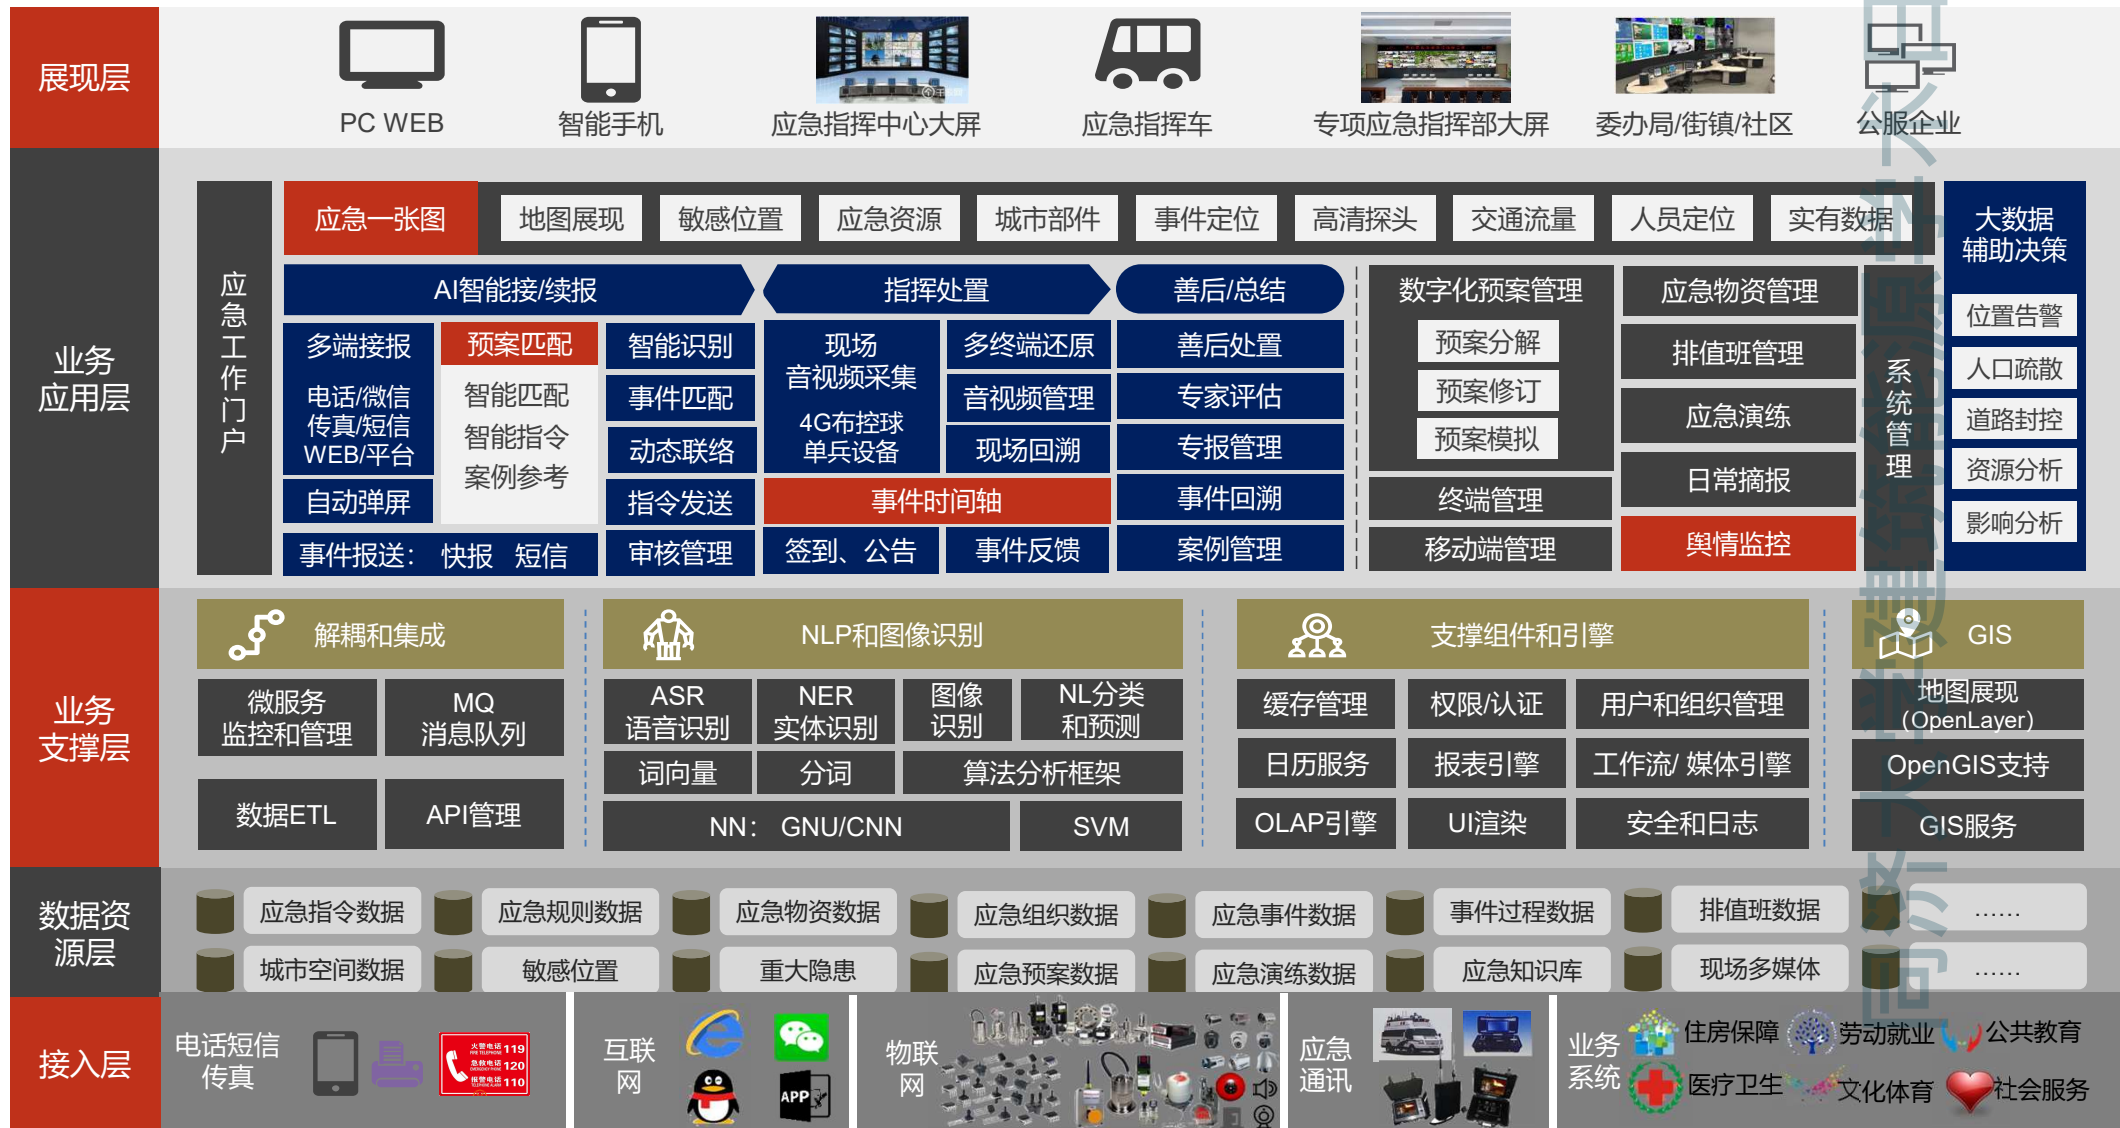 展现层
PC WEB
智能手机
应急指挥中心大屏
应急指挥车
专项应急指挥部大屏
委办局/街镇/社区
公服企业
业务
应用层
应急工作门户
应急一张图
地图展现
敏感位置
应急资源
城市部件
事件定位
高清探头
交通流量
人员定位
实有数据
AI智能接/续报
多端接报
电话/微信
传真/短信
WEB/平台
自动弹屏
预案匹配
智能匹配
智能指令
案例参考
事件报送： 快报 短信
智能识别
事件匹配
动态联络
指令发送
审核管理
指挥处置
现场
音视频采集
4G布控球
单兵设备
多终端还原
音视频管理
现场回溯
事件时间轴
签到、公告
事件反馈
善后/总结
善后处置
专家评估
专报管理
事件回溯
案例管理
数字化预案管理
预案分解
预案修订
预案模拟
终端管理
移动端管理
应急物资管理
排值班管理
应急演练
日常摘报
舆情监控
系统管理
大数据
辅助决策
位置告警
人口疏散
道路封控
资源分析
影响分析
业务
支撑层
解耦和集成
微服务
监控和管理
MQ
消息队列
数据ETL
API管理
NLP和图像识别
ASR
语音识别
NER
实体识别
图像
识别
NL分类
和预测
词向量
分词
算法分析框架
NN： GNU/CNN
SVM
支撑组件和引擎
缓存管理
权限/认证
用户和组织管理
日历服务
报表引擎
工作流/ 媒体引擎
OLAP引擎
UI渲染
安全和日志
GIS
地图展现
（OpenLayer）
OpenGIS支持
GIS服务
数据资
源层
应急指令数据
应急规则数据
应急物资数据
应急组织数据
应急事件数据
事件过程数据
排值班数据
……
城市空间数据
敏感位置
重大隐患
应急预案数据
应急演练数据
应急知识库
现场多媒体
……
接入层
电话短信
传真
火警电话 119
急救电话 120
报警电话 110
互联
网
APP
物联
网
应急
通讯
业务
系统
住房保障
劳动就业
公共教育
医疗卫生
文化体育
社会服务